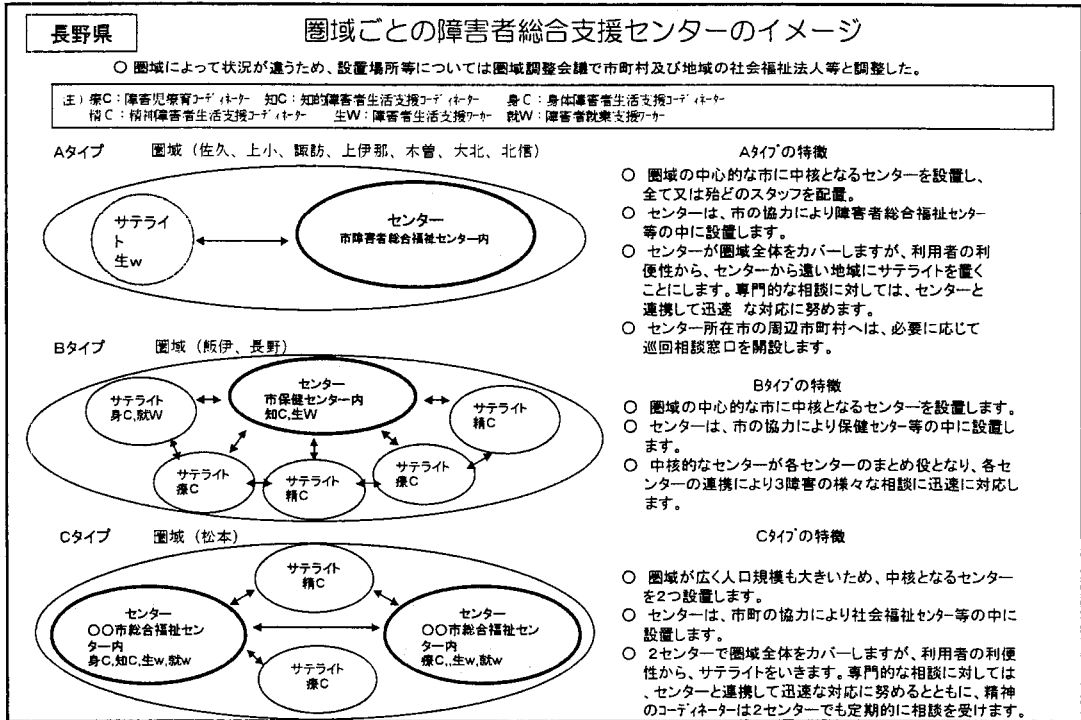 長野県
圏域ごとの障害者総合支援センターのイメージ
○ 圏域によって状況が違うため、設置場所等については圏域調整会議で市町村及び地域の社会福祉法人等と調整した。
注）療C：障害児療育ｺｰﾃﾞｨﾈｰﾀｰ 知C：知的障害者生活支援ｺｰﾃﾞｨﾈｰﾀｰ 身C：身体障害者生活支援ｺｰﾃﾞｨﾈｰﾀｰ
精C：精神障害者生活支援ｺｰﾃﾞｨﾈｰﾀｰ 生W：障害者生活支援ﾜｰｶｰ 就W：障害者就業支援ﾜｰｶｰ
Aタイプ 圏域（佐久、上小、諏訪、上伊那、木曽、大北、北信）
サテライ
ト
生w
センター
市障害者総合福祉センター内
Aﾀｲﾌﾟの特徴
○ 圏域の中心的な市に中核となるセンターを設置し、
全て又は殆どのスタッフを配置。
○ センターは、市の協力により障害者総合福祉ｾﾝﾀｰ
等の中に設置します。
○ センターが圏域全体をカバーしますが、利用者の利
便性から、センターから遠い地域にサテライトを置く
ことにします。専門的な相談に対しては、センターと
連携して迅速 な対応に努めます。
○ センター所在市の周辺市町村へは、必要に応じて
巡回相談窓口を開設します。
Bタイプ 圏域（飯伊、長野）
センター
市保健センター内
知C,生W
サテライト
身C,就W
サテライト
精C
サテライト
療C
サテライト
精C
サテライト
療C
Bﾀｲﾌﾟの特徴
○ 圏域の中心的な市に中核となるセンターを設置します。
○ センターは、市の協力により保健ｾﾝﾀｰ等の中に設置し
ます。
○ 中核的なセンターが各センターのまとめ役となり、各セ
ンターの連携により3障害の様々な相談に迅速に対応し
ます。
Cタイプ 圏域（松本）
サテライト
精C
センター
○○市総合福祉セン
ター内
身C,知C,生w,就w
センター
○○市総合福祉セン
ター内
療C,,生w,就w
サテライト
療C
Cﾀｲﾌﾟの特徴
○ 圏域が広く人口規模も大きいため、中核となるセンター
を2つ設置します。
○ センターは、市町の協力により社会福祉ｾﾝﾀｰ等の中に
設置します。
○ 2センターで圏域全体をカバーしますが、利用者の利便
性から、サテライトをいきます。専門的な相談に対しては
、センターと連携して迅速な対応に努めるとともに、精神
のｺｰﾃﾞｨﾈｰﾀｰは2センターでも定期的に相談を受けます。